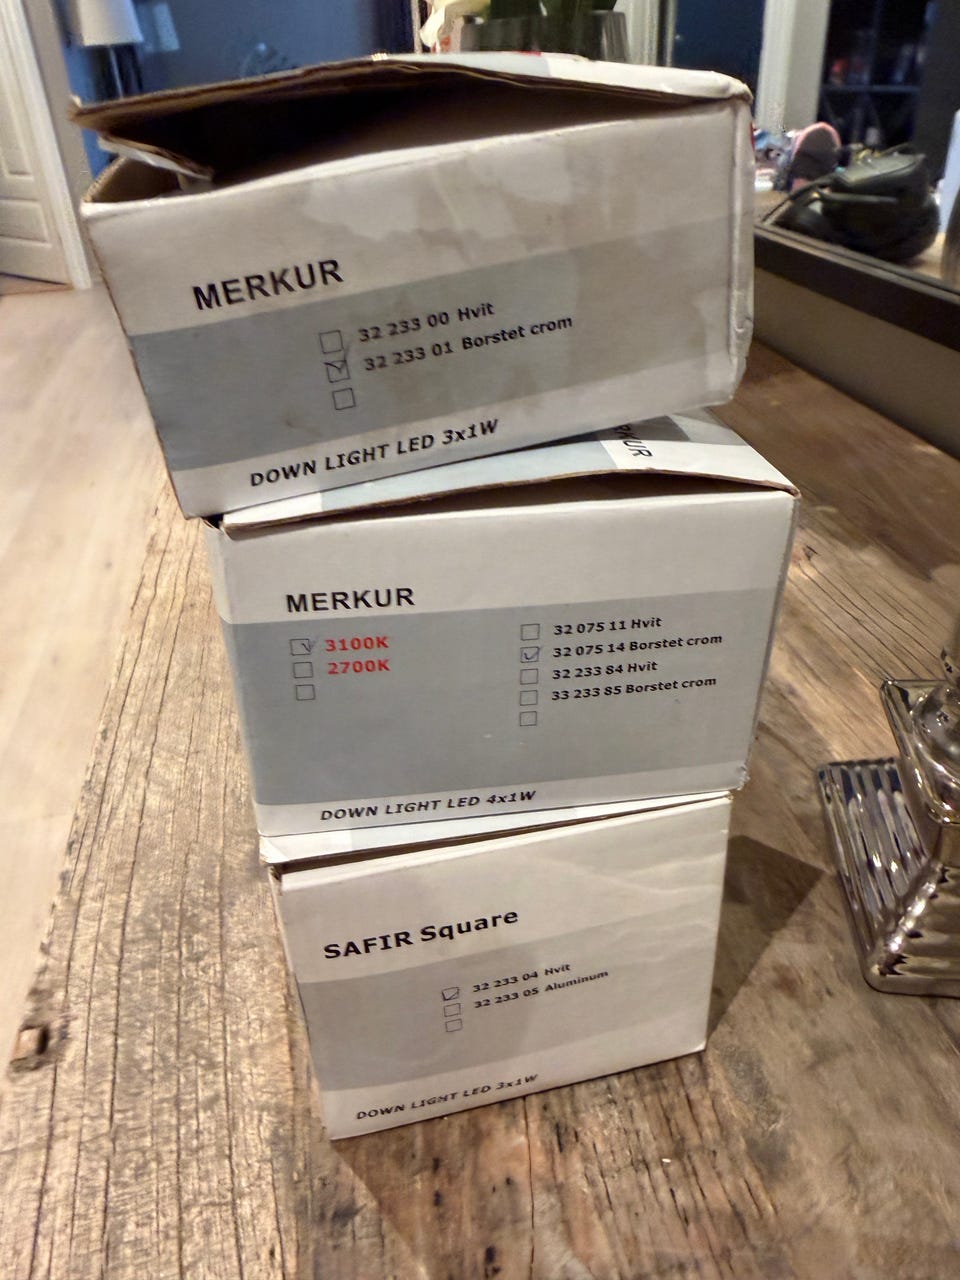 MERKUR
32 233 00 Hvit
32 233 01 Borstet crom
DOWN LIGHT LED 3x1W
RKUR
MERKUR
3100K
2700K
32 075 11 Hvit
32 075 14 Borstet crom
32 233 84 Hvit
33 233 85 Borstet crom
DOWN LIGHT LED 4x1W
SAFIR Square
32 233 04 Hvit
32 233 05 Aluminum
DOWN LIGHT LED 3x1W